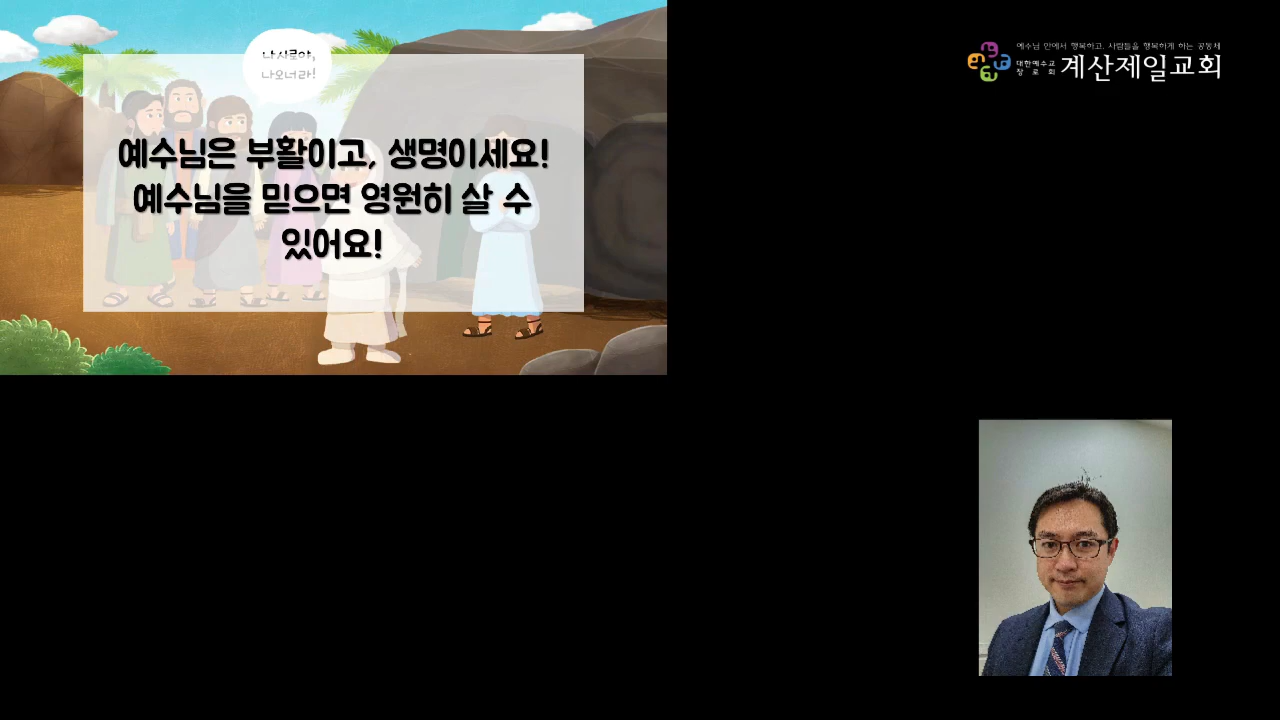 나사로야,
나오너라!
예수님은 부활이고, 생명이세요!
예수님을 믿으면 영원히 살 수
있어요!
예수님 안에서 행복하고, 사람들을 행복하게 하는 공동체
대한예수교
장로회
계산제일교회